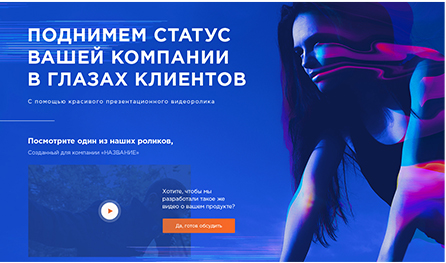 ПОДНИМЕМ СТАТУС
ВАШЕЙ КОМПАНИИ
В ГЛАЗАХ КЛИЕНТОВ
С помощью красивого презентационного видеоролика
Посмотрите один из наших роликов,
Созданный для компании «НАЗВАНИЕ»
Хотите, чтобы мы
разработали такое же
видео о вашем продукте?
Да, готов обсудить